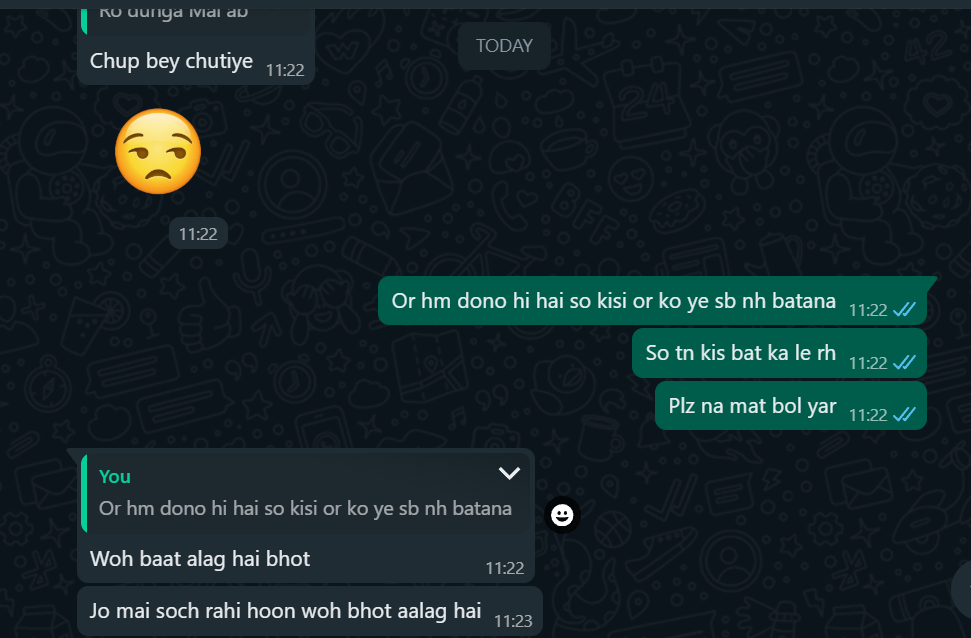 Ro dunga Mai ab
Chup bey chutiye 11:22
TODAY
11:22
Or hm dono hi hai so kisi or ko ye sb nh batana 11:22
So tn kis bat ka le rh 11:22
Plz na mat bol yar 11:22
You
Or hm dono hi hai so kisi or ko ye sb nh batana
Woh baat alag hai bhot 11:22
Jo mai soch rahi hoon woh bhot aalag hai 11:23